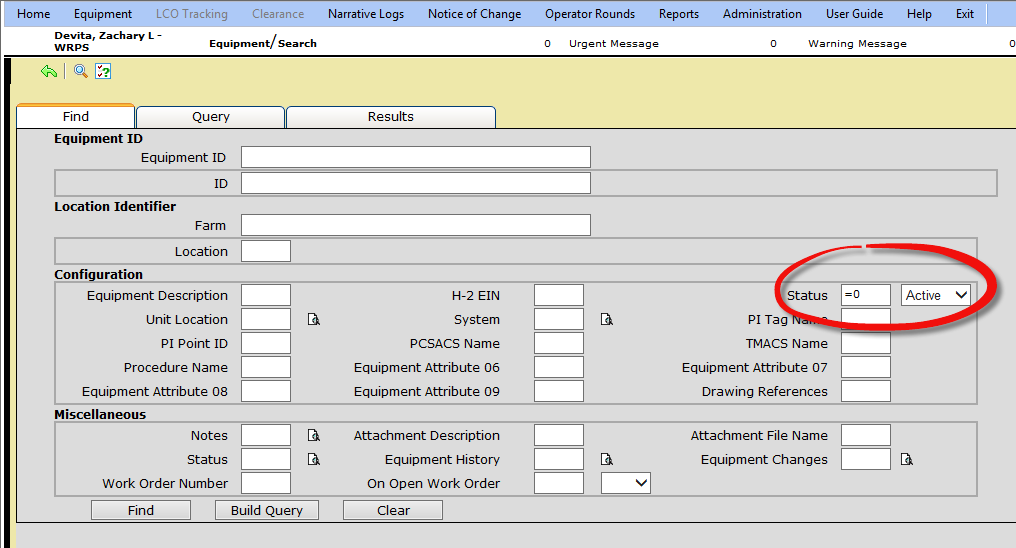 Home Equipment LCO Tracking Clearance Narrative Logs Notice of Change Operator Rounds Reports Administration User Guide Help Exit
Devita, Zachary L -
WRPS
Equipment/Search 0 Urgent Message 0 Warning Message 0
Find Query Results
Equipment ID
Equipment ID
ID
Location Identifier
Farm
Location
Configuration
Equipment Description H-2 EIN Status =0 Active
Unit Location System PI Tag Name
PI Point ID PCSACS Name TMACS Name
Procedure Name Equipment Attribute 06 Equipment Attribute 07
Equipment Attribute 08 Equipment Attribute 09 Drawing References
Miscellaneous
Notes Attachment Description Attachment File Name
Status Equipment History Equipment Changes
Work Order Number On Open Work Order
Find Build Query Clear